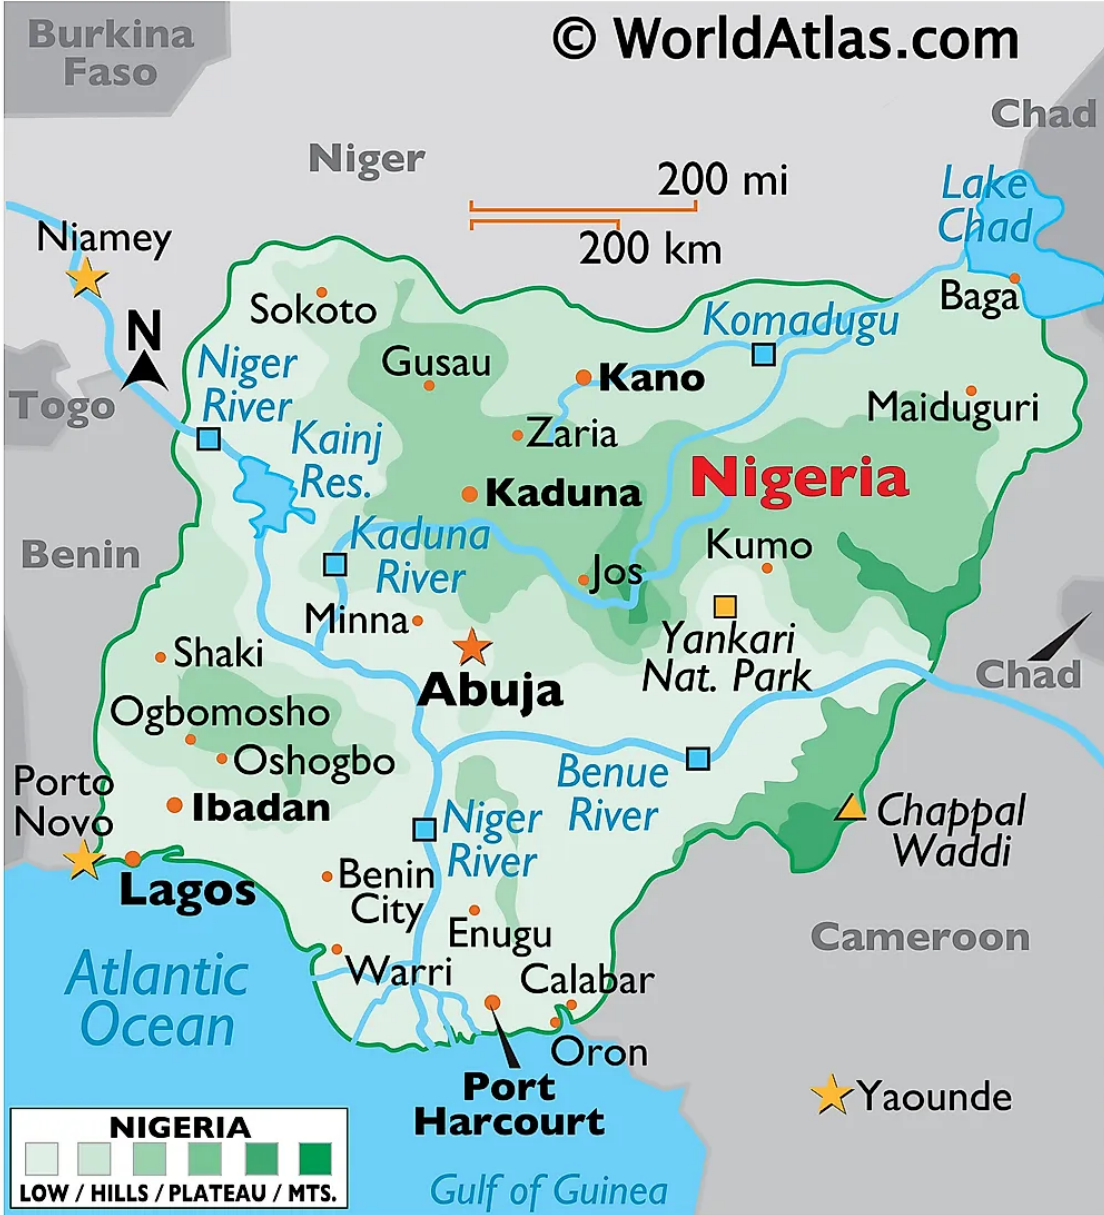 Burkina
Faso
© WorldAtlas.com
Chad
Niger
200 mi
200 km
Lake
Chad
Niamey
Baga
Sokoto
N
Komadugu
Niger
River
Gusau
Kano
Togo
Maiduguri
Kainj
Res.
Zaria
Nigeria
Kaduna
Benin
Kaduna
River
Kumo
Jos
Minna
Yankari
Nat. Park
Shaki
Chad
Abuja
Ogbomosho
Oshogbo
Benue
River
Porto
Novo
Ibadan
Niger
River
Chappal
Waddi
Lagos
Benin
City
Enugu
Cameroon
Atlantic
Ocean
Warri
Calabar
Oron
Port
Harcourt
Yaounde
NIGERIA
LOW / HILLS / PLATEAU / MTS.
Gulf of Guinea